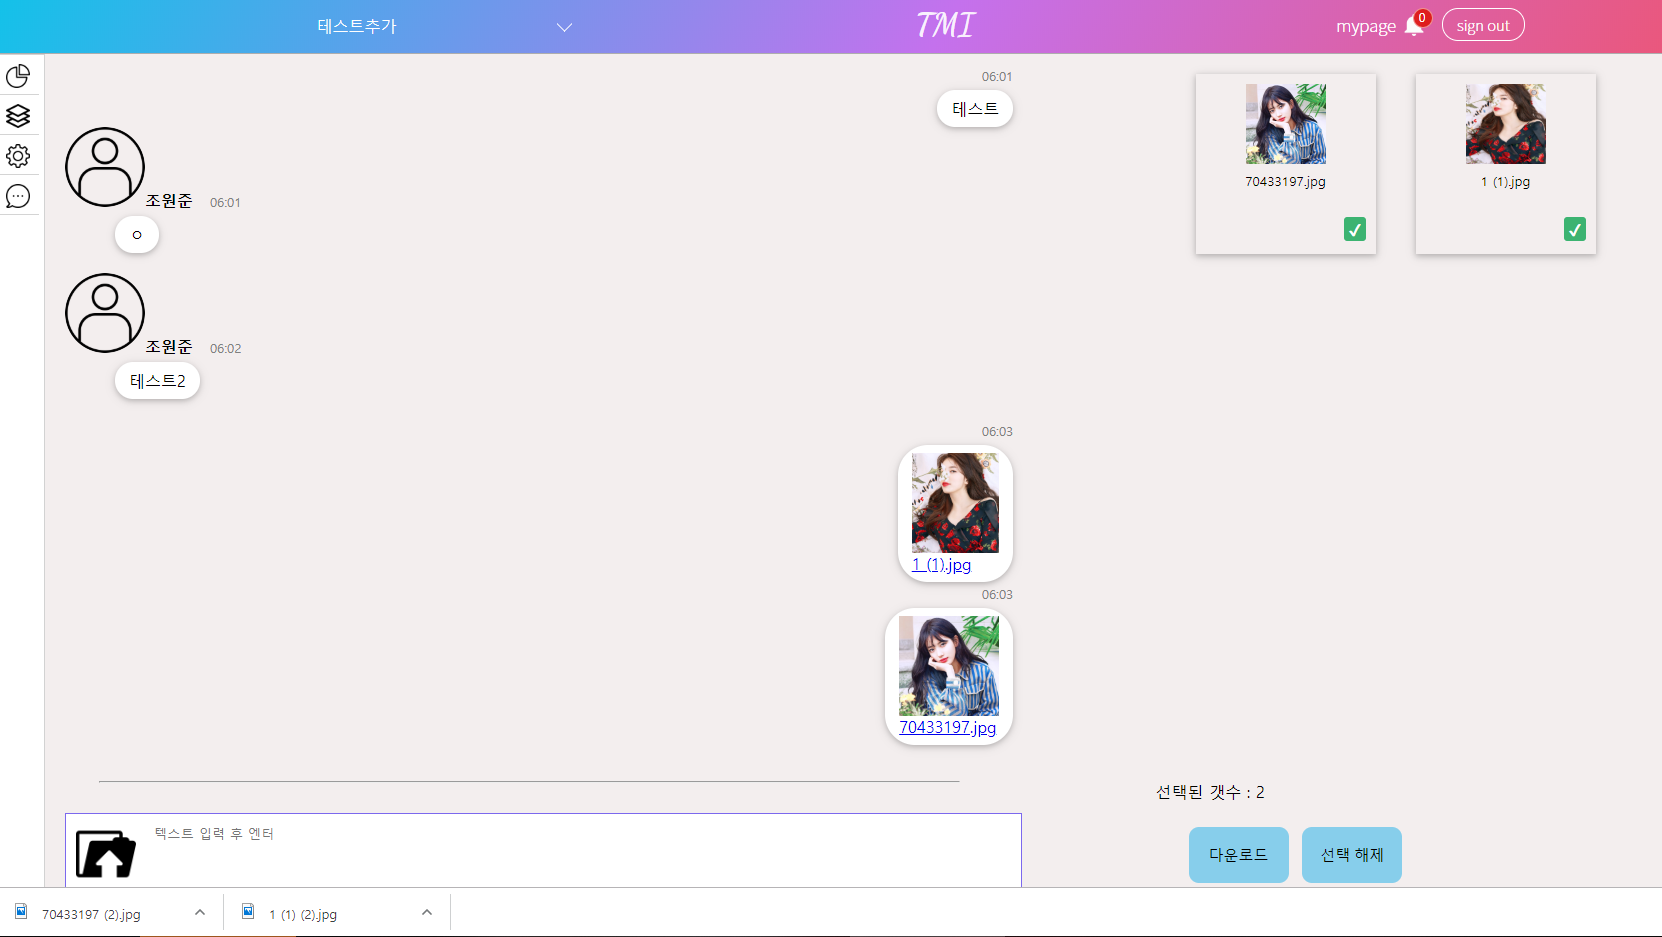 테스트추가
TMI
mypage
0
sign out
06:01
테스트
조원준 06:01
ㅇ
조원준 06:02
테스트2
06:03
1 (1).jpg
06:03
70433197.jpg
텍스트 입력 후 엔터
70433197.jpg
1 (1).jpg
선택된 갯수 : 2
다운로드
선택 해제
70433197 (2).jpg
1 (1) (2).jpg